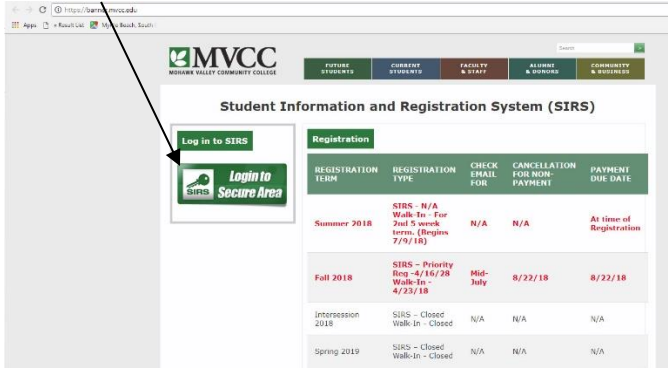 https://banner.mvcc.edu
Apps
Result List
Myrtle Beach, South
Search
MVCC
MOHAWK VALLEY COMMUNITY COLLEGE
FUTURE STUDENTS
CURRENT STUDENTS
FACULTY & STAFF
ALUMNI & DONORS
COMMUNITY & BUSINESS
Student Information and Registration System (SIRS)
Log in to SIRS
SIRS
Login to
Secure Area
Registration
REGISTRATION TERM
REGISTRATION TYPE
CHECK EMAIL FOR
CANCELLATION FOR NON-PAYMENT
PAYMENT DUE DATE
Summer 2018
SIRS - N/A
Walk-In - For
2nd 5 week
term. (Begins
7/9/18)
N/A
N/A
At time of
Registration
Fall 2018
SIRS – Priority
Reg -4/16/28
Walk-In -
4/23/18
Mid-
July
8/22/18
8/22/18
Intersession
2018
SIRS – Closed
Walk-In - Closed
N/A
N/A
N/A
Spring 2019
SIRS – Closed
Walk-In - Closed
N/A
N/A
N/A